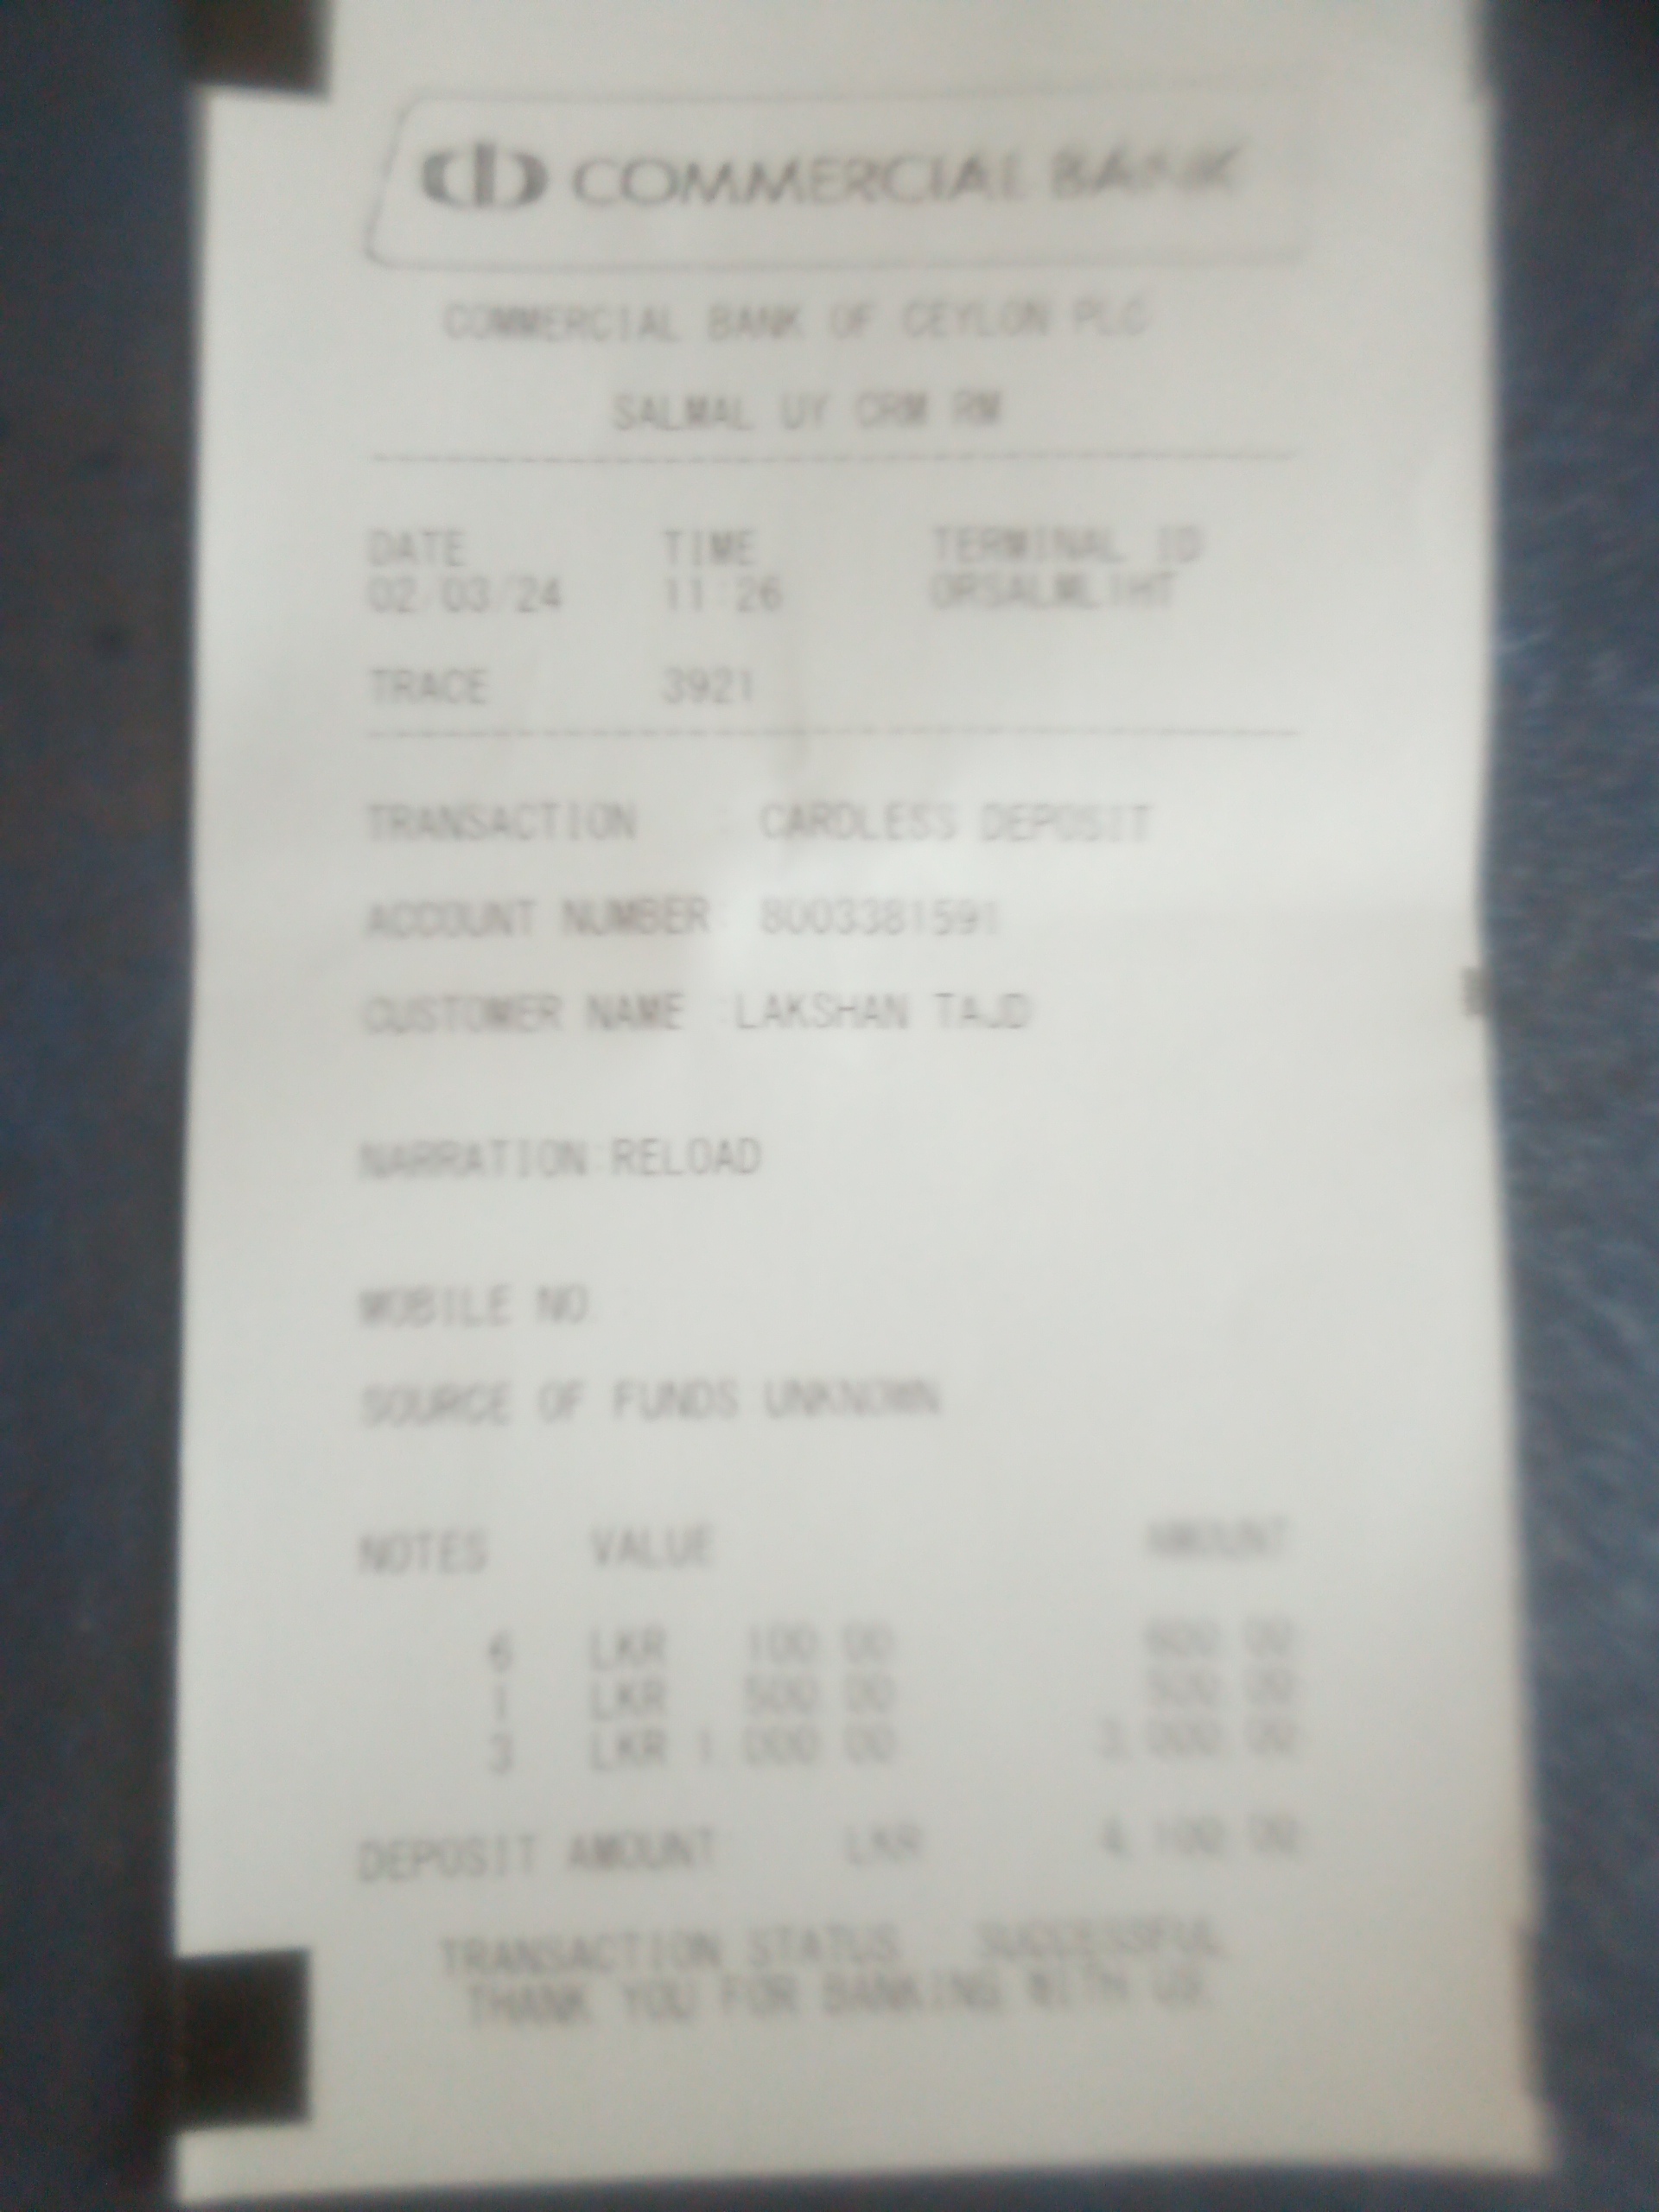 COMMERCIAL BANK
COMMERCIAL BANK OF CEYLON PLC
SALMAL UY CRM RM
DATE TIME TERMINAL ID
02/03/24 11:26 ORSALML1HT
TRACE 3921
TRANSACTION : CARDLESS DEPOSIT
ACCOUNT NUMBER: 8003381591
CUSTOMER NAME :LAKSHAN TAJD
NARRATION:RELOAD
MOBILE NO:
SOURCE OF FUNDS:UNKNOWN
NOTES VALUE AMOUNT
6 LKR 100.00 600.00
1 LKR 500.00 500.00
3 LKR 1,000.00 3,000.00
DEPOSIT AMOUNT: LKR 4,100.00
TRANSACTION STATUS : SUCCESSFUL
THANK YOU FOR BANKING WITH US.